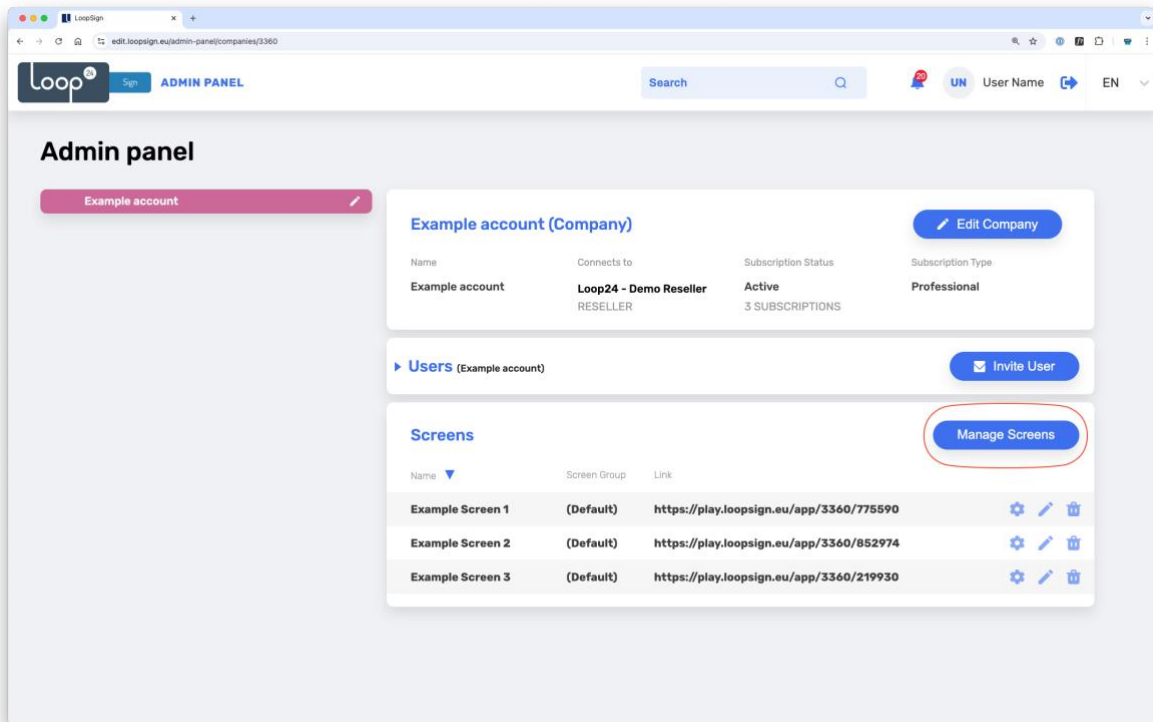 LoopSign
edit.loopsign.eu/admin-panel/companies/3360
Loop 24 Sign ADMIN PANEL Search 20 UN User Name EN
Admin panel
Example account
Example account (Company) Edit Company
Name Connects to Subscription Status Subscription Type
Example account Loop24 - Demo Reseller Active Professional
RESELLER 3 SUBSCRIPTIONS
Users (Example account) Invite User
Screens Manage Screens
Name Screen Group Link
Example Screen 1 (Default) https://play.loopsign.eu/app/3360/775590
Example Screen 2 (Default) https://play.loopsign.eu/app/3360/852974
Example Screen 3 (Default) https://play.loopsign.eu/app/3360/219930